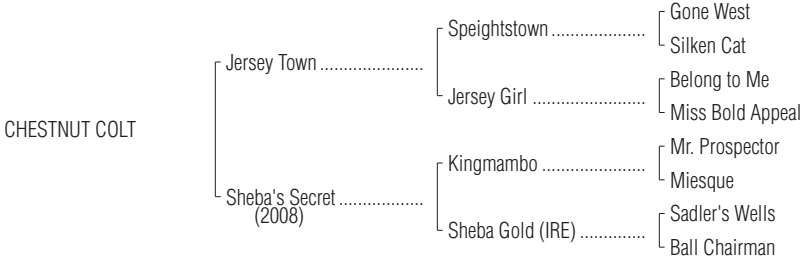 Gone West
Speightstown ....................
Silken Cat
Jersey Town ......................
Belong to Me
Jersey Girl ........................
Miss Bold Appeal
CHESTNUT COLT
Mr. Prospector
Kingmambo ......................
Miesque
Sheba's Secret ..................
(2008)
Sadler's Wells
Sheba Gold (IRE) ..............
Ball Chairman